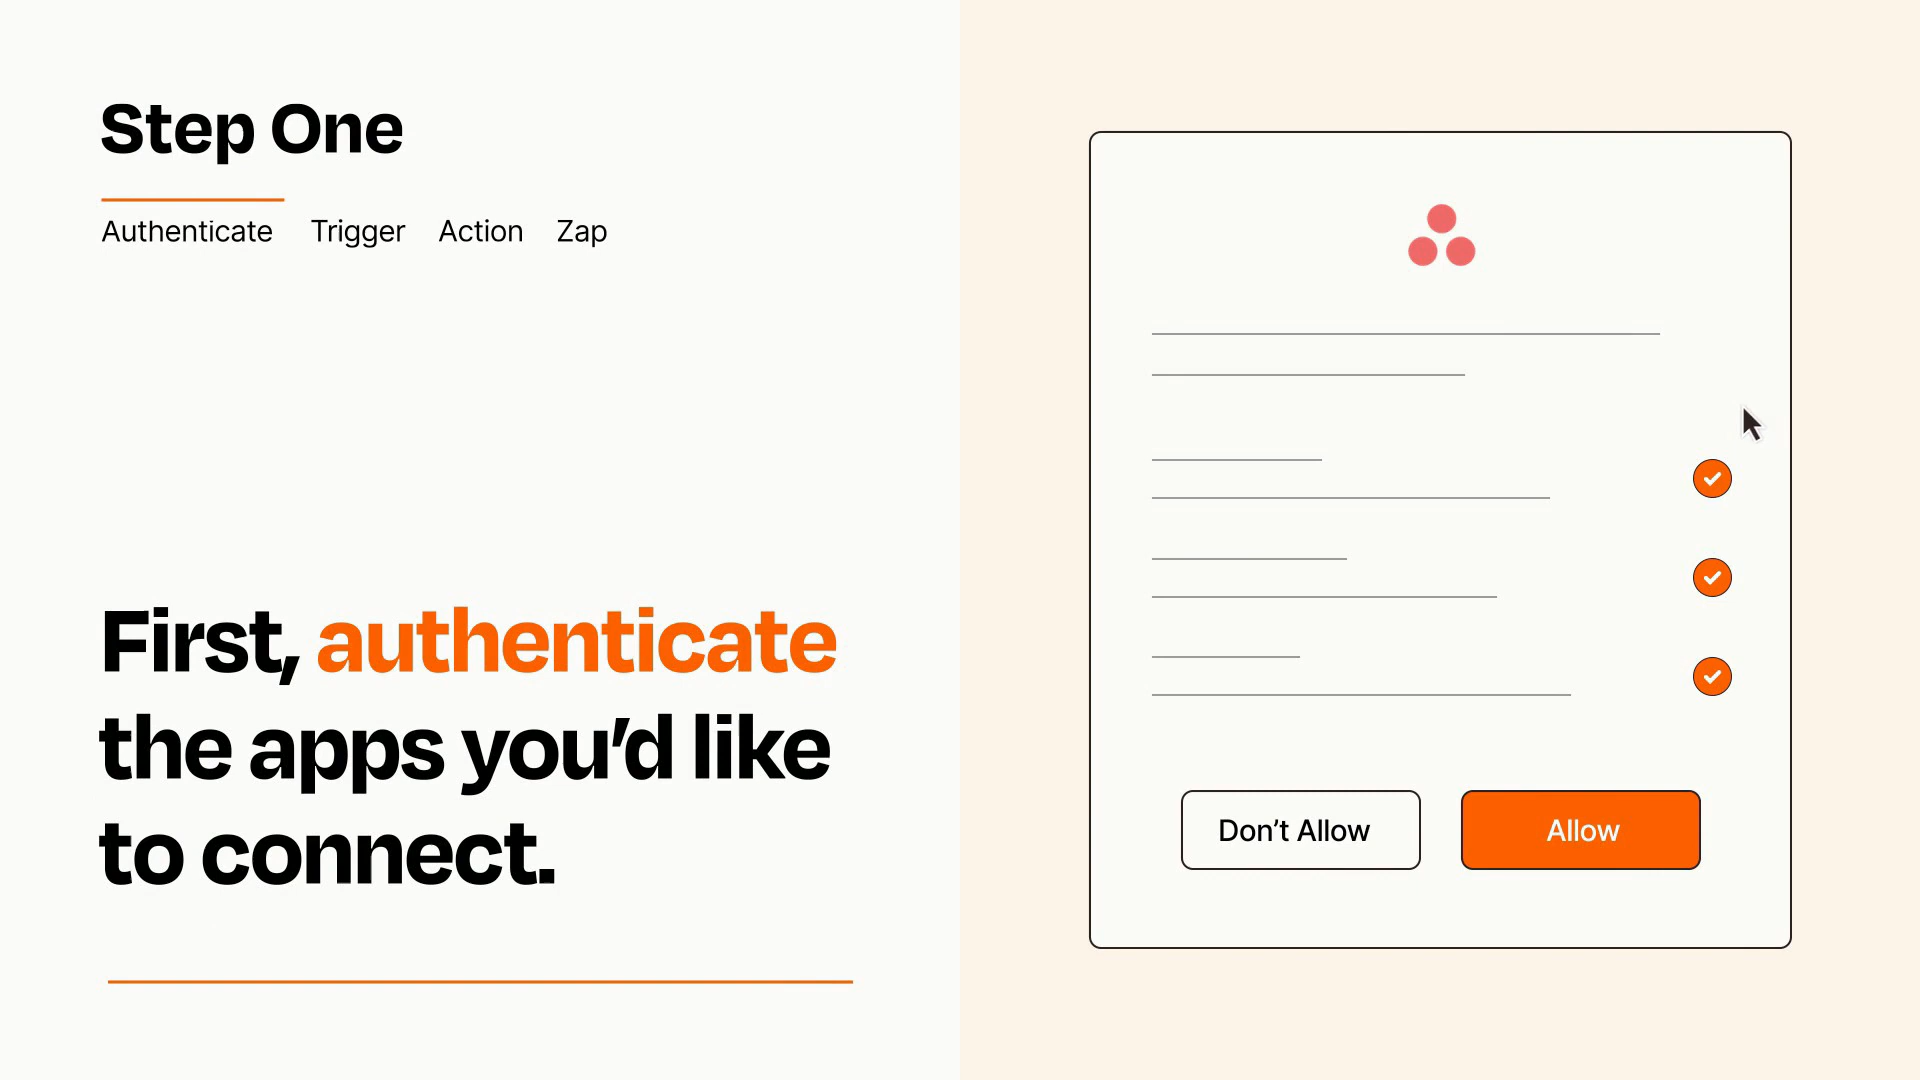 Step One
Authenticate Trigger Action Zap
First, authenticate
the apps you’d like
to connect.
Don’t Allow
Allow